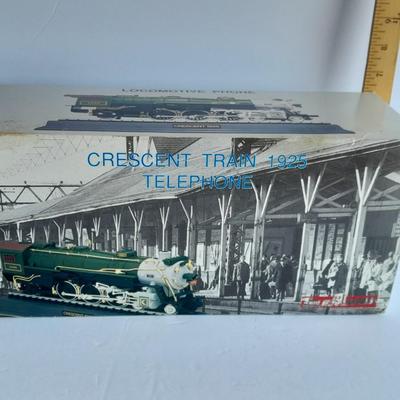 LOCOMOTIVE PHONE
CRESCENT TRAIN 1925
TELEPHONE